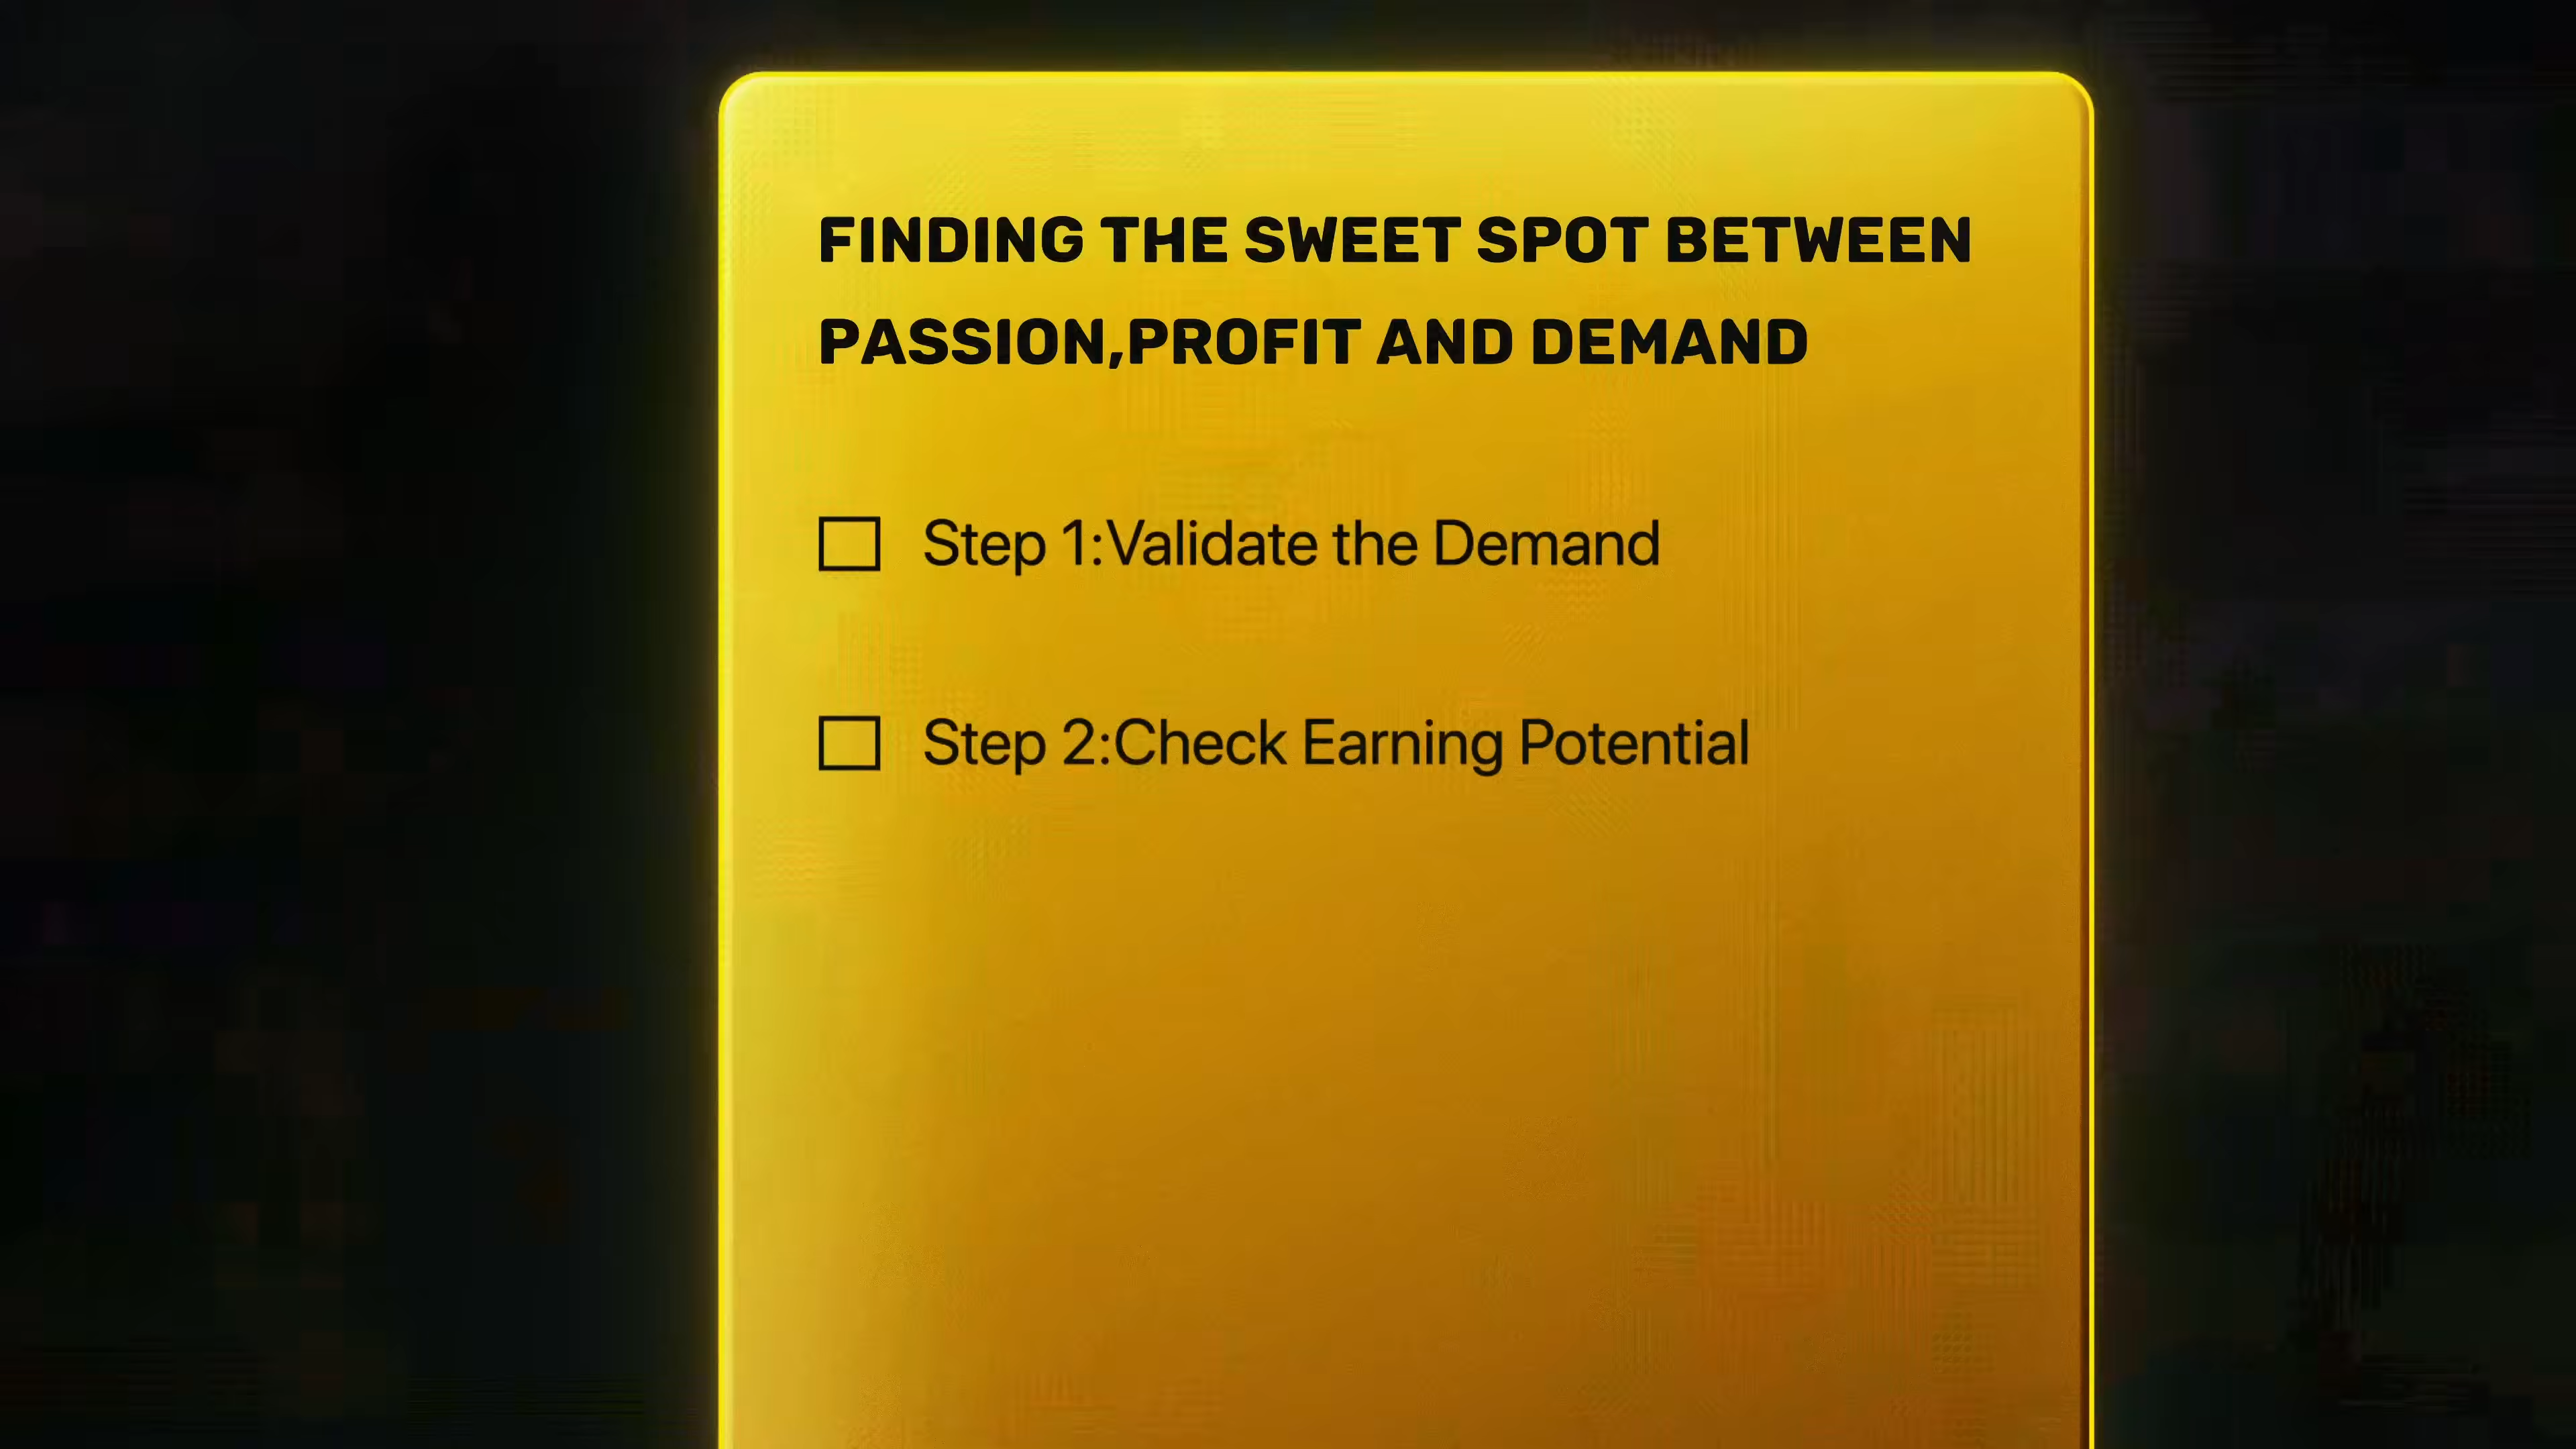 FINDING THE SWEET SPOT BETWEEN
PASSION,PROFIT AND DEMAND
Step 1:Validate the Demand
Step 2:Check Earning Potential